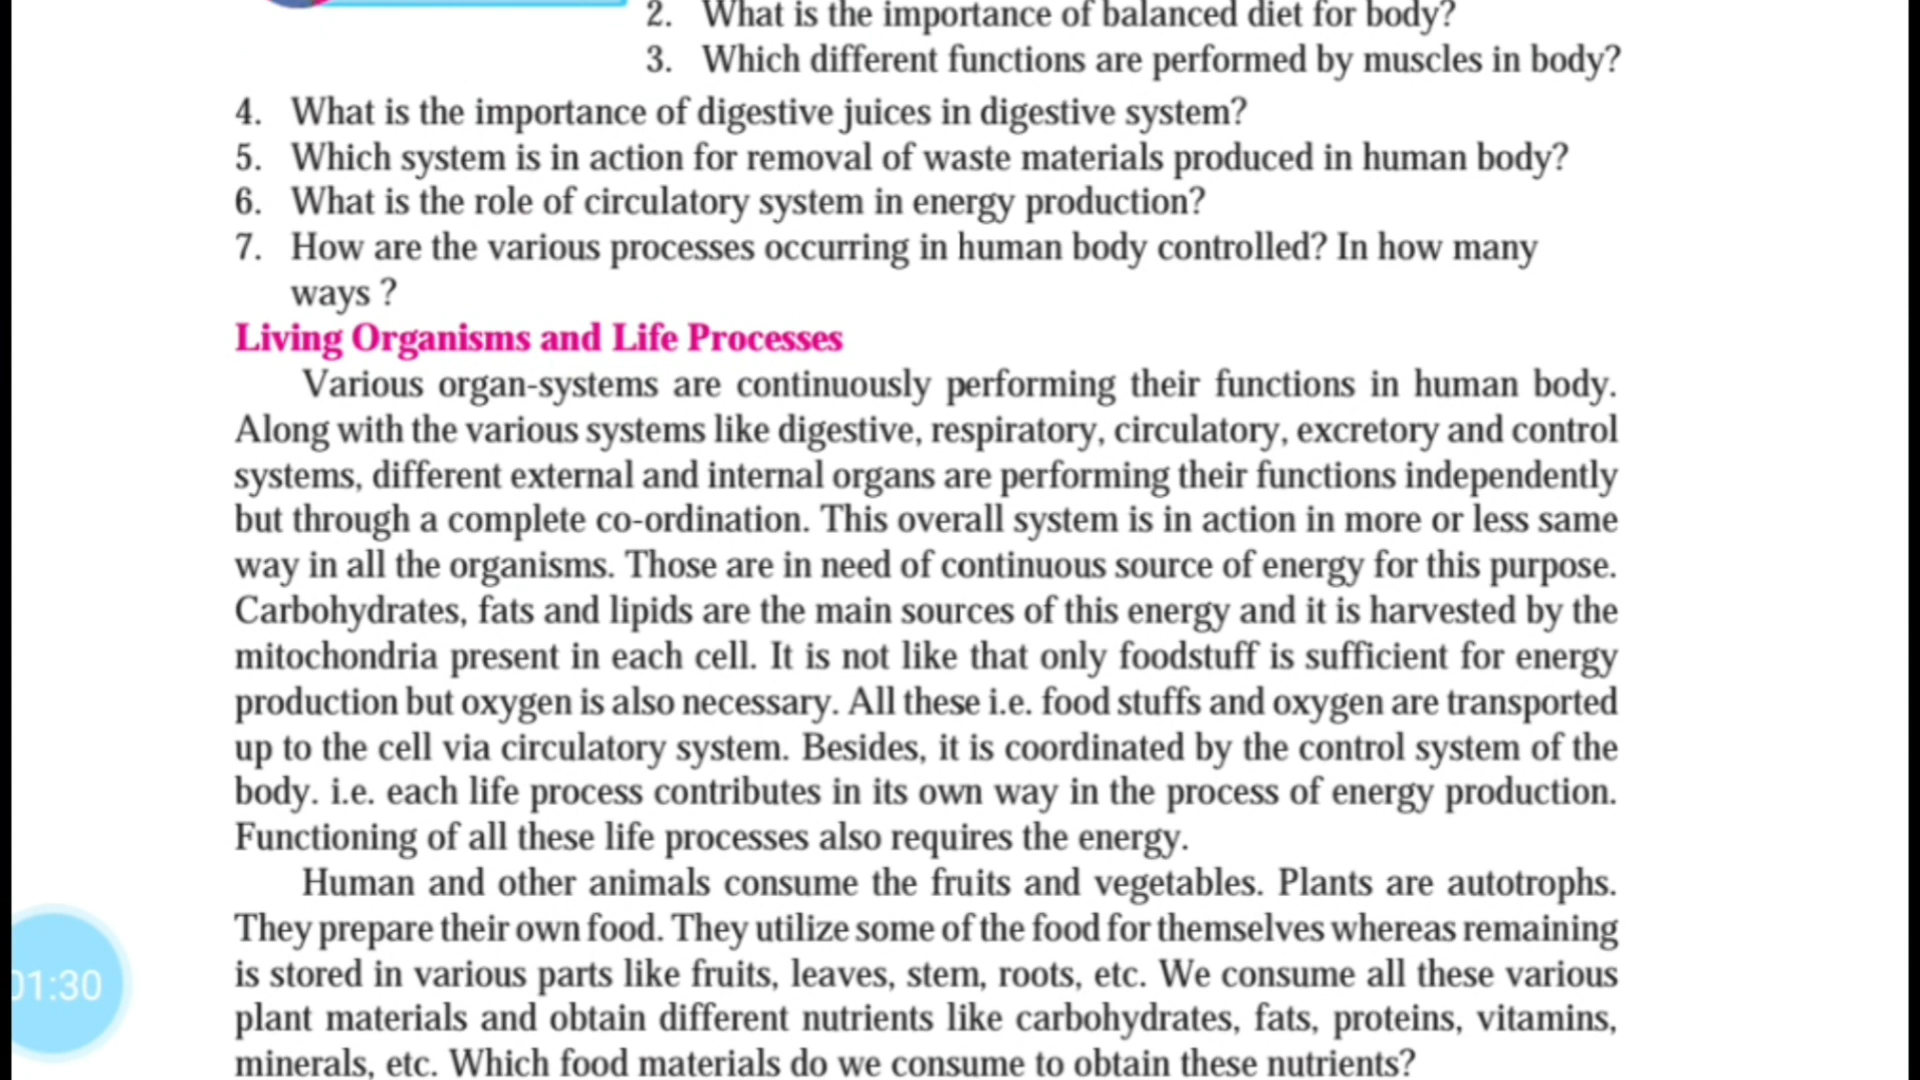 2. What is the importance of balanced diet for body?
3. Which different functions are performed by muscles in body?
4. What is the importance of digestive juices in digestive system?
5. Which system is in action for removal of waste materials produced in human body?
6. What is the role of circulatory system in energy production?
7. How are the various processes occurring in human body controlled? In how many
ways ?
Living Organisms and Life Processes
Various organ-systems are continuously performing their functions in human body.
Along with the various systems like digestive, respiratory, circulatory, excretory and control
systems, different external and internal organs are performing their functions independently
but through a complete co-ordination. This overall system is in action in more or less same
way in all the organisms. Those are in need of continuous source of energy for this purpose.
Carbohydrates, fats and lipids are the main sources of this energy and it is harvested by the
mitochondria present in each cell. It is not like that only foodstuff is sufficient for energy
production but oxygen is also necessary. All these i.e. food stuffs and oxygen are transported
up to the cell via circulatory system. Besides, it is coordinated by the control system of the
body. i.e. each life process contributes in its own way in the process of energy production.
Functioning of all these life processes also requires the energy.
Human and other animals consume the fruits and vegetables. Plants are autotrophs.
They prepare their own food. They utilize some of the food for themselves whereas remaining
is stored in various parts like fruits, leaves, stem, roots, etc. We consume all these various
plant materials and obtain different nutrients like carbohydrates, fats, proteins, vitamins,
minerals, etc. Which food materials do we consume to obtain these nutrients?
01:30